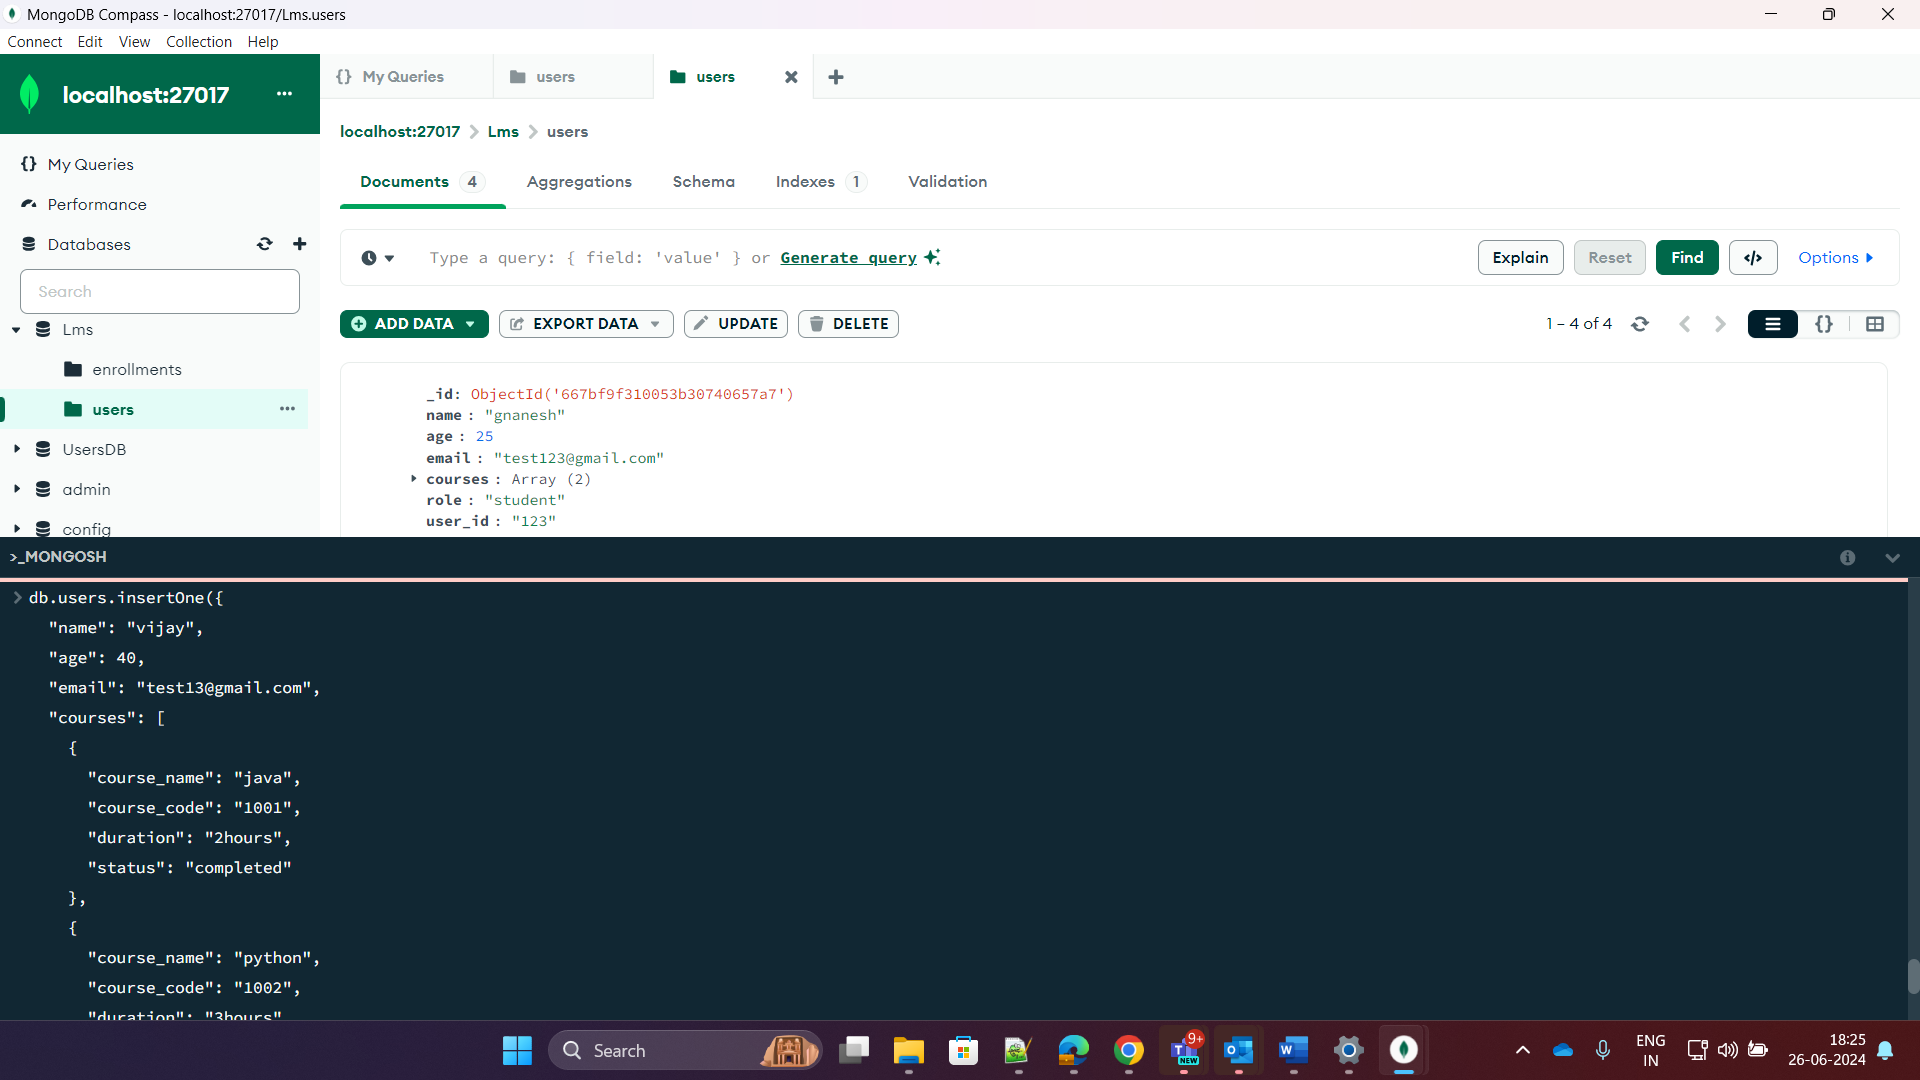 MongoDB Compass - localhost:27017/Lms.users
Connect Edit View Collection Help
localhost:27017 ...
{} My Queries
users
users
My Queries
Performance
Databases
Search
Lms
enrollments
users ...
UsersDB
admin
config
localhost:27017 > Lms > users
Documents 4 Aggregations Schema Indexes 1 Validation
Type a query: { field: 'value' } or Generate query
Explain Reset Find </> Options
ADD DATA EXPORT DATA UPDATE DELETE
1 – 4 of 4
{}
_id: ObjectId('667bf9f310053b30740657a7')
name : "gnanesh"
age : 25
email : "test123@gmail.com"
courses : Array (2)
role : "student"
user_id : "123"
>_MONGOSH
> db.users.insertOne({
"name": "vijay",
"age": 40,
"email": "test13@gmail.com",
"courses": [
{
"course_name": "java",
"course_code": "1001",
"duration": "2hours",
"status": "completed"
},
{
"course_name": "python",
"course_code": "1002",
"duration": "3hours"
Search
9+
NEW
ENG
IN
18:25
26-06-2024